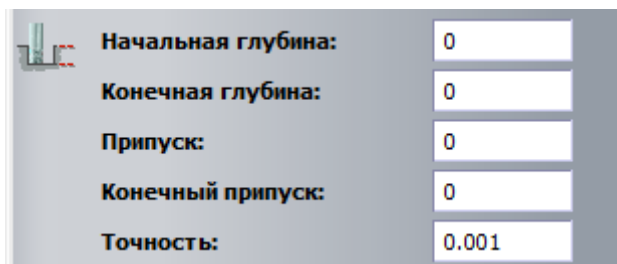 Начальная глубина: 0
Конечная глубина: 0
Припуск: 0
Конечный припуск: 0
Точность: 0.001